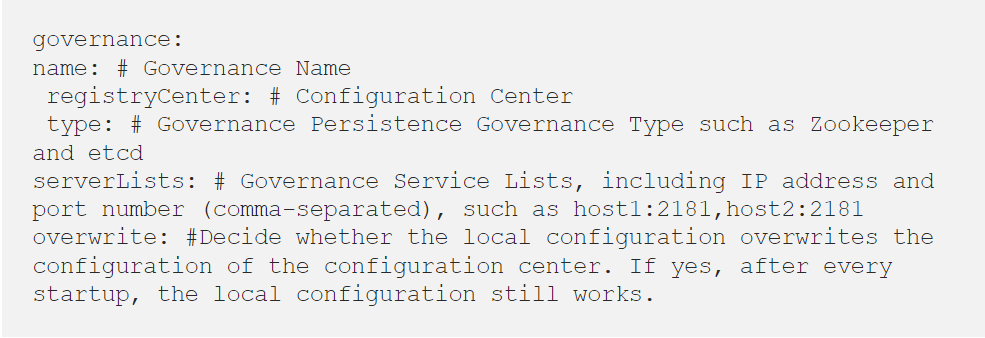 governance:
name: # Governance Name
 registryCenter: # Configuration Center
 type: # Governance Persistence Governance Type such as Zookeeper
and etcd
serverLists: # Governance Service Lists, including IP address and
port number (comma-separated), such as host1:2181,host2:2181
overwrite: #Decide whether the local configuration overwrites the
configuration of the configuration center. If yes, after every
startup, the local configuration still works.